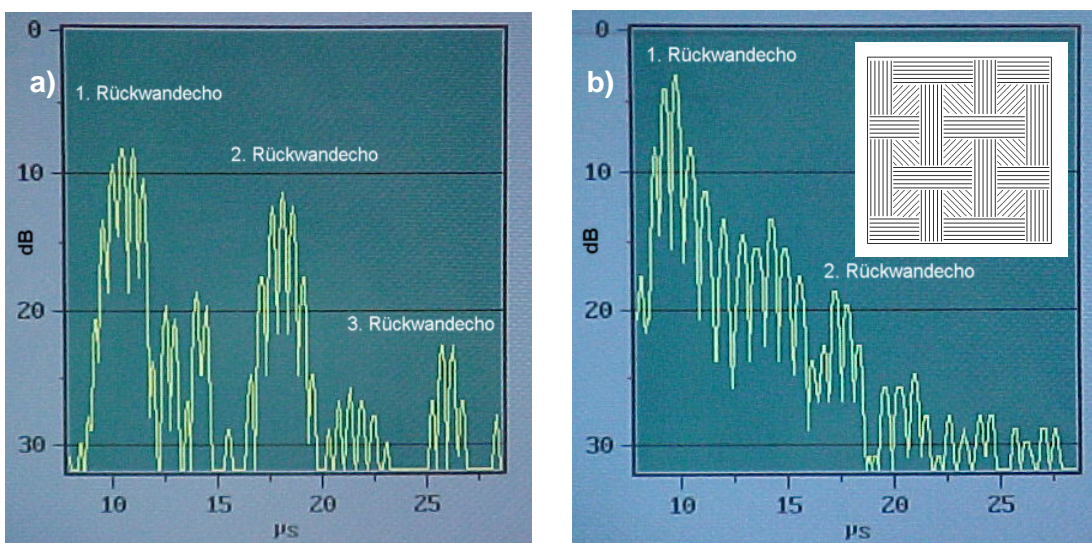 a)
1. Rückwandecho
2. Rückwandecho
3. Rückwandecho
0
10
20
30
dB
10 15 20 25
µs
b)
1. Rückwandecho
2. Rückwandecho
0
10
20
30
dB
10 15 20 25
µs